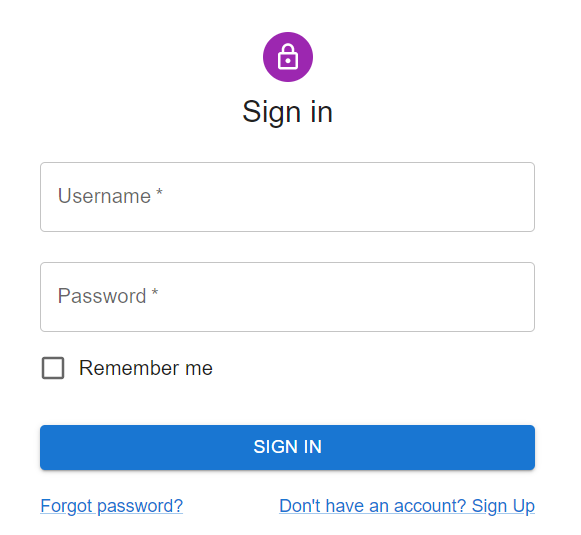 Sign in
Username *
Password *
Remember me
SIGN IN
Forgot password? Don't have an account? Sign Up